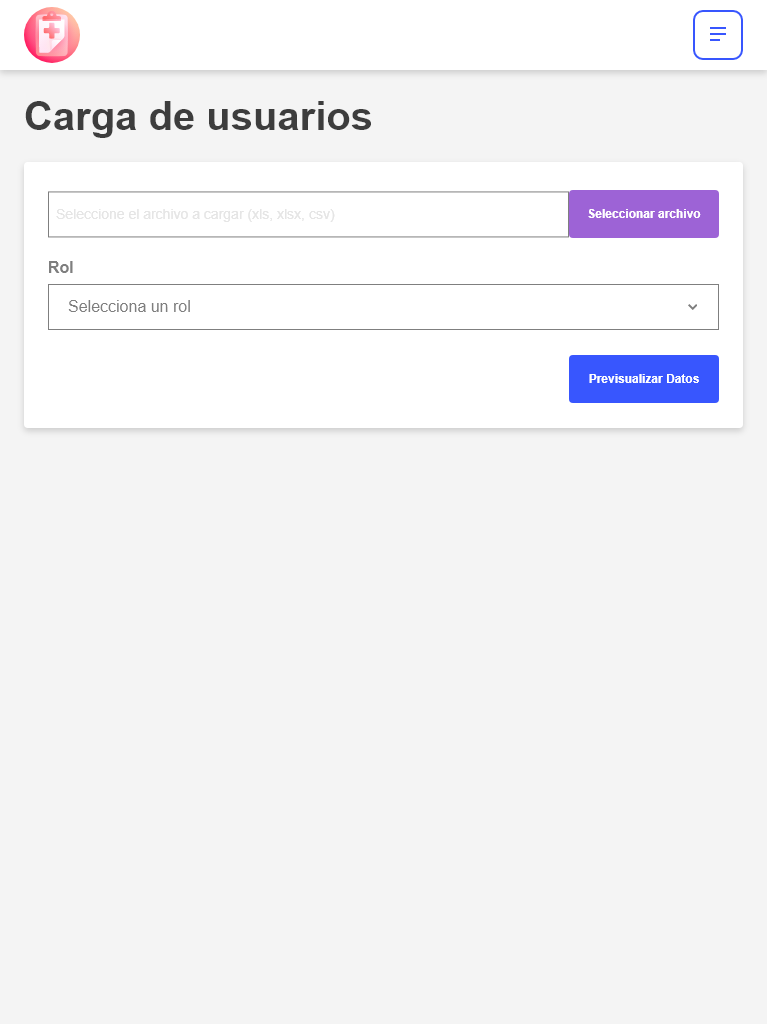 Carga de usuarios
Seleccione el archivo a cargar (xls, xlsx, csv)
Seleccionar archivo
Rol
Selecciona un rol
Previsualizar Datos